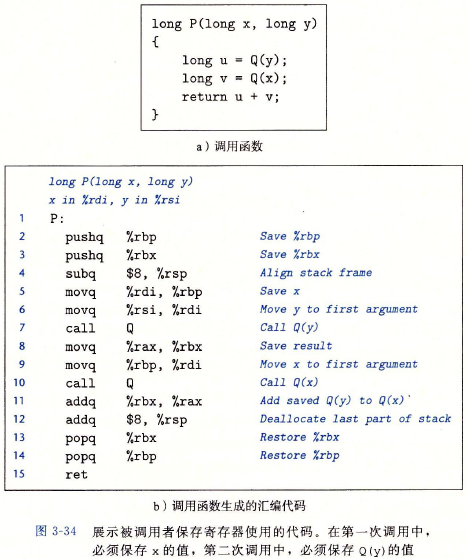 long P(long x, long y)
{
    long u = Q(y);
    long v = Q(x);
    return u + v;
}
a）调用函数
long P(long x, long y)
x in %rdi, y in %rsi
1 P:
2 pushq %rbp Save %rbp
3 pushq %rbx Save %rbx
4 subq $8, %rsp Align stack frame
5 movq %rdi, %rbp Save x
6 movq %rsi, %rdi Move y to first argument
7 call Q Call Q(y)
8 movq %rax, %rbx Save result
9 movq %rbp, %rdi Move x to first argument
10 call Q Call Q(x)
11 addq %rbx, %rax Add saved Q(y) to Q(x)
12 addq $8, %rsp Deallocate last part of stack
13 popq %rbx Restore %rbx
14 popq %rbp Restore %rbp
15 ret
b）调用函数生成的汇编代码
图 3-34 展示被调用者保存寄存器使用的代码。在第一次调用中，
必须保存 x 的值，第二次调用中，必须保存 Q(y)的值